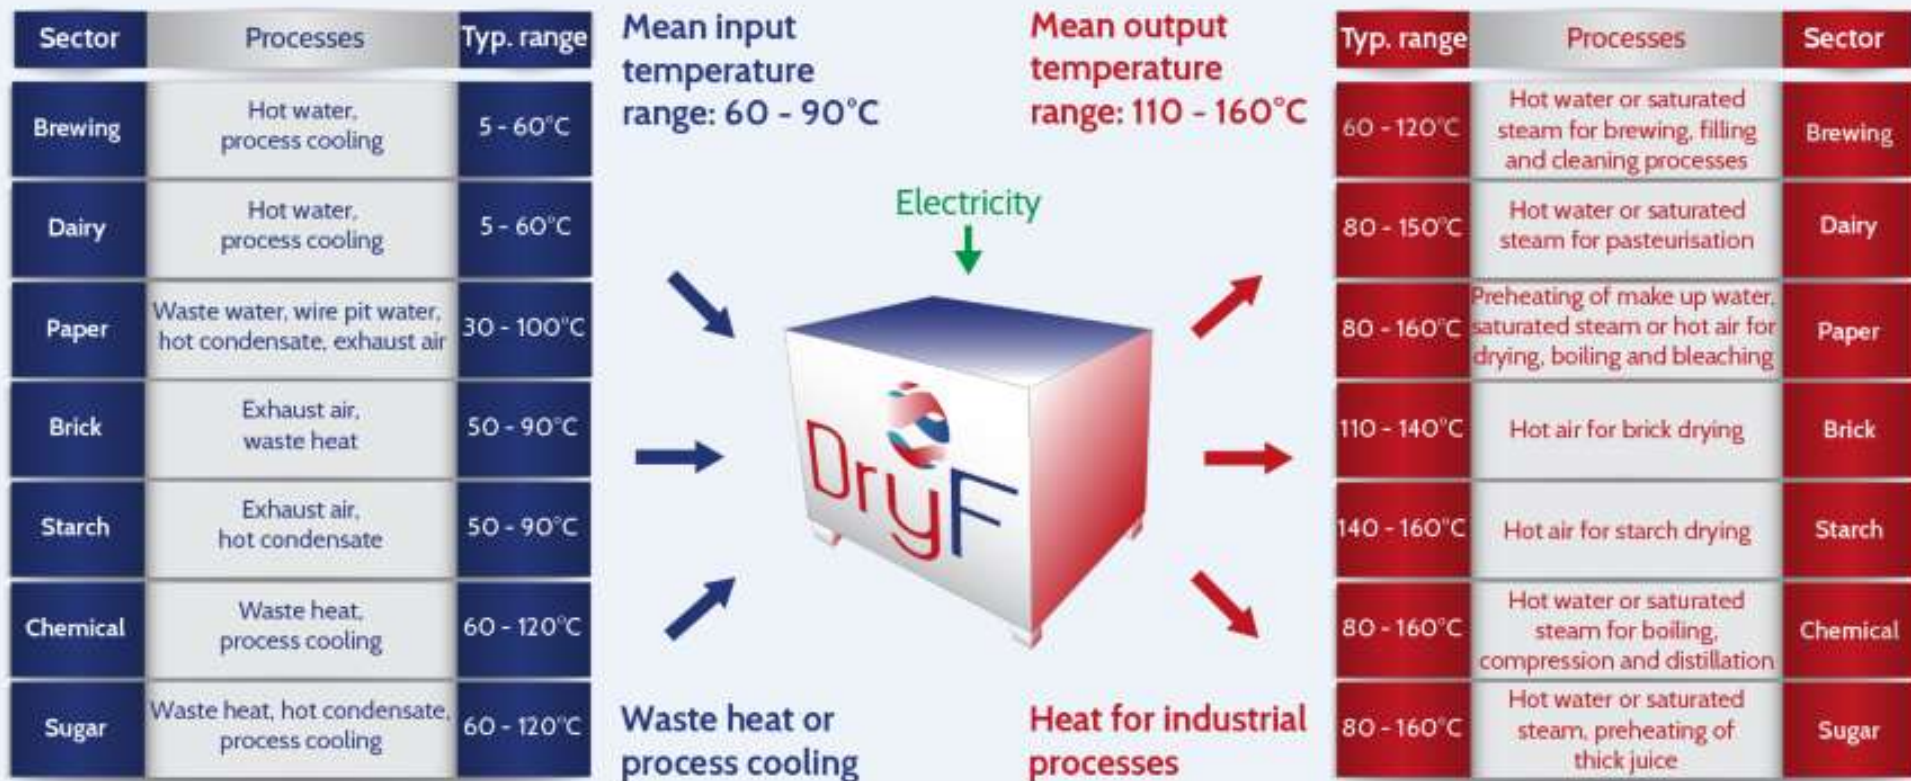 Sector Processes Typ. range
Brewing
Hot water,
process cooling
5 - 60°C
Dairy
Hot water,
process cooling
5 - 60°C
Paper
Waste water, wire pit water,
hot condensate, exhaust air
30 - 100°C
Brick
Exhaust air,
waste heat
50 - 90°C
Starch
Exhaust air,
hot condensate
50 - 90°C
Chemical
Waste heat,
process cooling
60 - 120°C
Sugar
Waste heat, hot condensate,
process cooling
60 - 120°C
Mean input
temperature
range: 60 - 90°C
Mean output
temperature
range: 110 - 160°C
Electricity
DryF
Waste heat or
process cooling
Heat for industrial
processes
Typ. range Processes Sector
60 - 120°C
Hot water or saturated
steam for brewing, filling
and cleaning processes
Brewing
80 - 150°C
Hot water or saturated
steam for pasteurisation
Dairy
80 - 160°C
Preheating of make up water,
saturated steam or hot air for
drying, boiling and bleaching
Paper
110 - 140°C
Hot air for brick drying
Brick
140 - 160°C
Hot air for starch drying
Starch
80 - 160°C
Hot water or saturated
steam for boiling,
compression and distillation
Chemical
80 - 160°C
Hot water or saturated
steam, preheating of
thick juice
Sugar